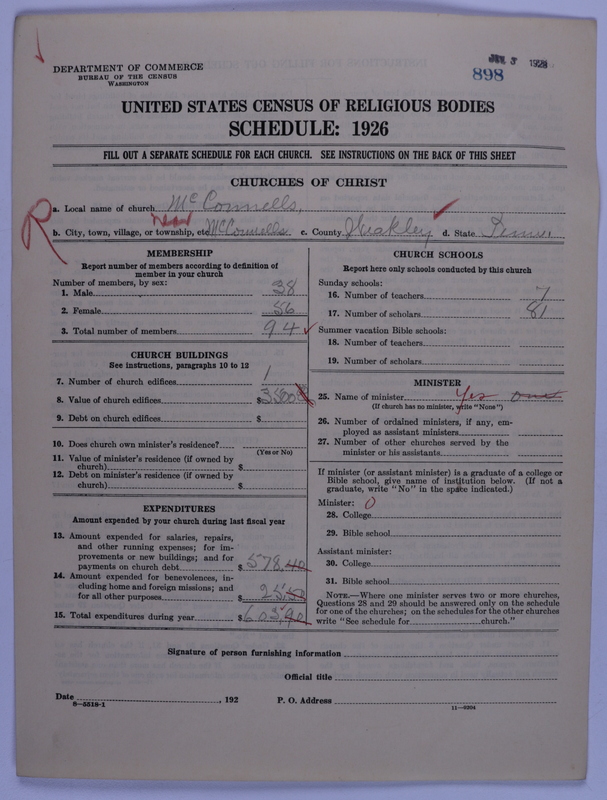 DEPARTMENT OF COMMERCE
BUREAU OF THE CENSUS
WASHINGTON
1928
898
UNITED STATES CENSUS OF RELIGIOUS BODIES
SCHEDULE: 1926
FILL OUT A SEPARATE SCHEDULE FOR EACH CHURCH. SEE INSTRUCTIONS ON THE BACK OF THIS SHEET
CHURCHES OF CHRIST
R
a. Local name of church McConnells,
b. City, town, village, or township, etc. McConnells c. County Weakley d. State Tenn.
MEMBERSHIP
Report number of members according to definition of
member in your church
Number of members, by sex:
1. Male 38
2. Female 56
3. Total number of members 94
CHURCH BUILDINGS
See instructions, paragraphs 10 to 12
7. Number of church edifices 1
8. Value of church edifices $3500
9. Debt on church edifices $
10. Does church own minister's residence?
(Yes or No)
11. Value of minister's residence (if owned by
church) $
12. Debt on minister's residence (if owned by
church) $
EXPENDITURES
Amount expended by your church during last fiscal year
13. Amount expended for salaries, repairs,
and other running expenses; for im-
provements or new buildings; and for
payments on church debt $578.40
14. Amount expended for benevolences, in-
cluding home and foreign missions; and
for all other purposes 25.50
15. Total expenditures during year $603.90
CHURCH SCHOOLS
Report here only schools conducted by this church
Sunday schools:
16. Number of teachers 7
17. Number of scholars 81
Summer vacation Bible schools:
18. Number of teachers
19. Number of scholars
MINISTER
25. Name of minister yes one
(If church has no minister, write "None")
26. Number of ordained ministers, if any, em-
ployed as assistant ministers
27. Number of other churches served by the
minister or his assistants
If minister (or assistant minister) is a graduate of a college or
Bible school, give name of institution below. (If not a
graduate, write "No" in the space indicated.)
Minister: 0
28. College
29. Bible school
Assistant minister:
30. College
31. Bible school
NOTE.—Where one minister serves two or more churches,
Questions 28 and 29 should be answered only on the schedule
for one of the churches; on the schedules for the other churches
write "See schedule for church."
Signature of person furnishing information
Official title
Date , 192 P. O. Address
8—5518-1 11—9204